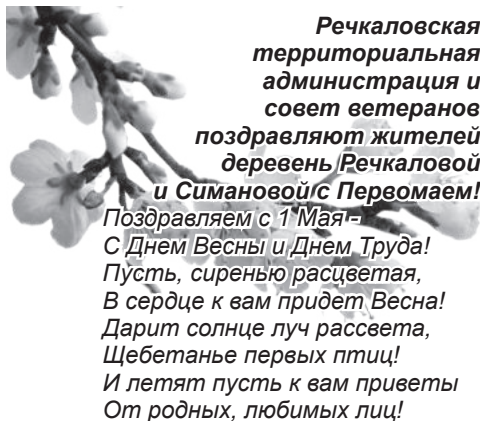 Речкаловская
территориальная
администрация и
совет ветеранов
поздравляют жителей
деревень Речкаловой
и Симановой с Первомаем!
Поздравляем с 1 Мая -
С Днем Весны и Днем Труда!
Пусть, сиренью расцветая,
В сердце к вам придет Весна!
Дарит солнце луч рассвета,
Щебетанье первых птиц!
И летят пусть к вам приветы
От родных, любимых лиц!